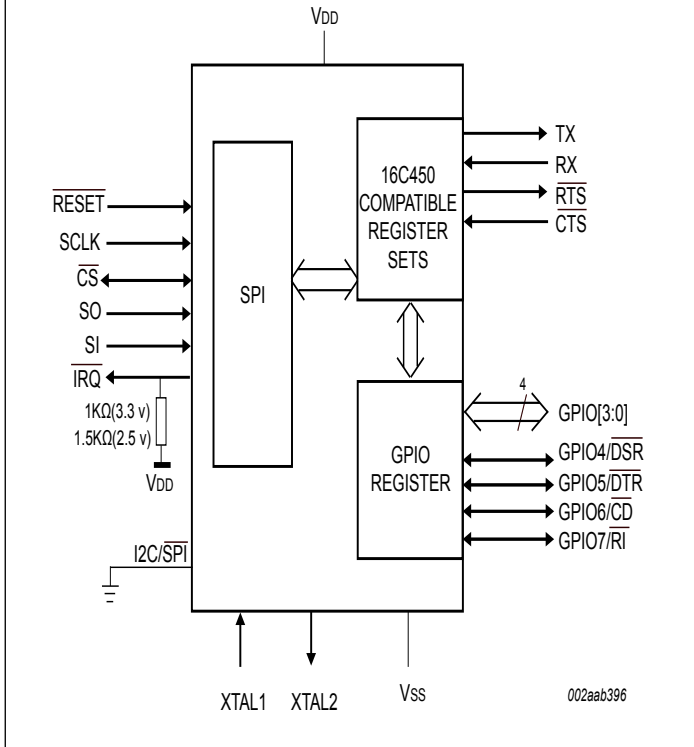 VDD
RESET
SCLK
CS
SO
SI
IRQ
1KΩ(3.3 v)
1.5KΩ(2.5 v)
VDD
I2C/SPI
SPI
16C450
COMPATIBLE
REGISTER
SETS
TX
RX
RTS
CTS
GPIO
REGISTER
4
GPIO[3:0]
GPIO4/DSR
GPIO5/DTR
GPIO6/CD
GPIO7/RI
XTAL1
XTAL2
VSS
002aab396